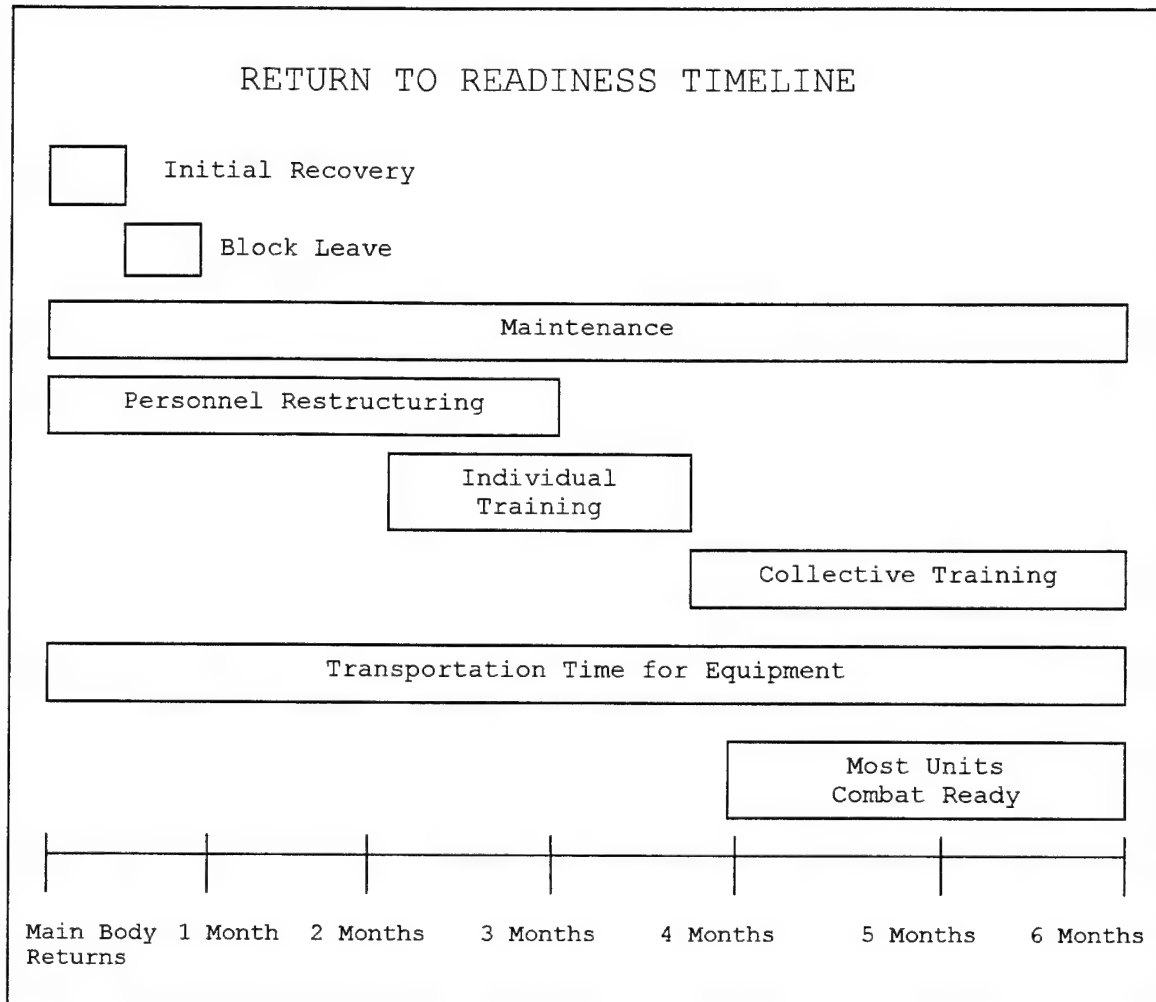 RETURN TO READINESS TIMELINE
Initial Recovery
Block Leave
Maintenance
Personnel Restructuring
Individual
Training
Collective Training
Transportation Time for Equipment
Most Units
Combat Ready
Main Body 1 Month 2 Months 3 Months 4 Months 5 Months 6 Months
Returns